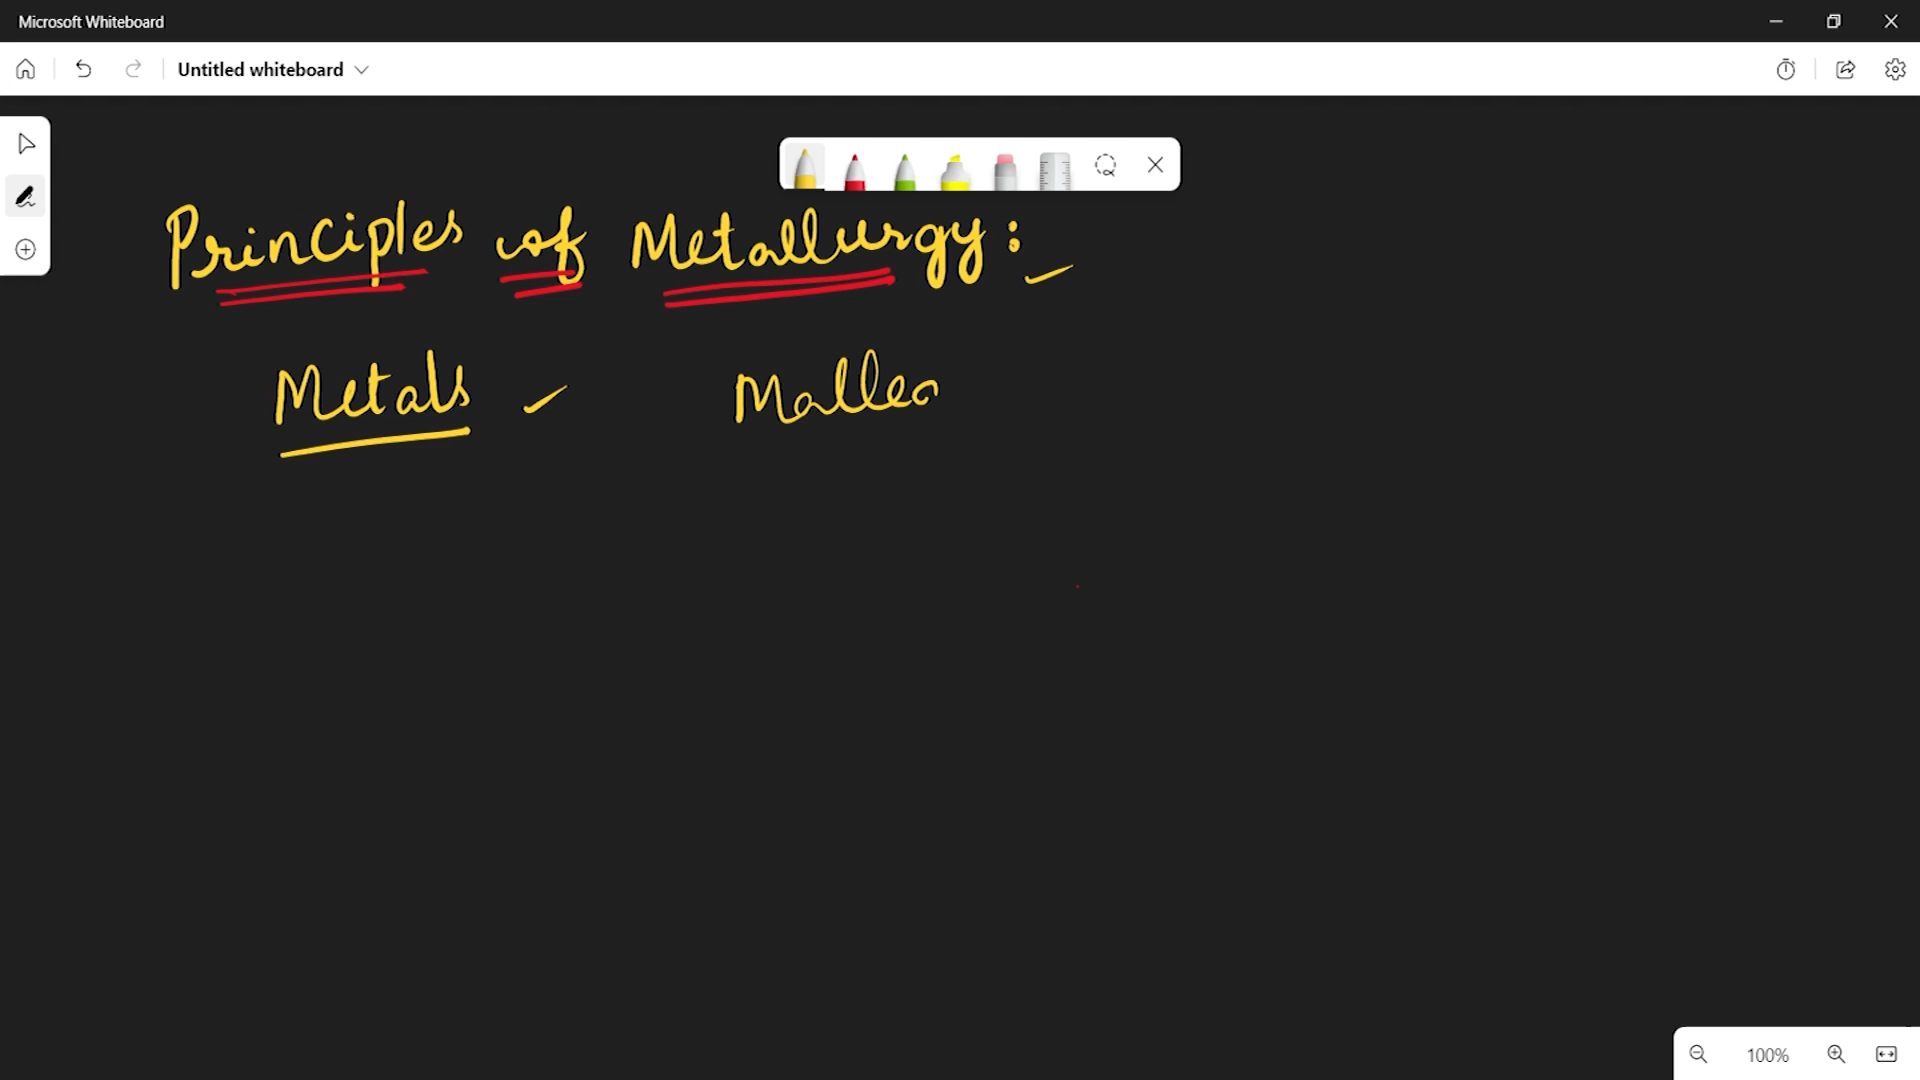 Microsoft Whiteboard
Untitled whiteboard
Principles of Metallurgy:
Metals Mallea
100%